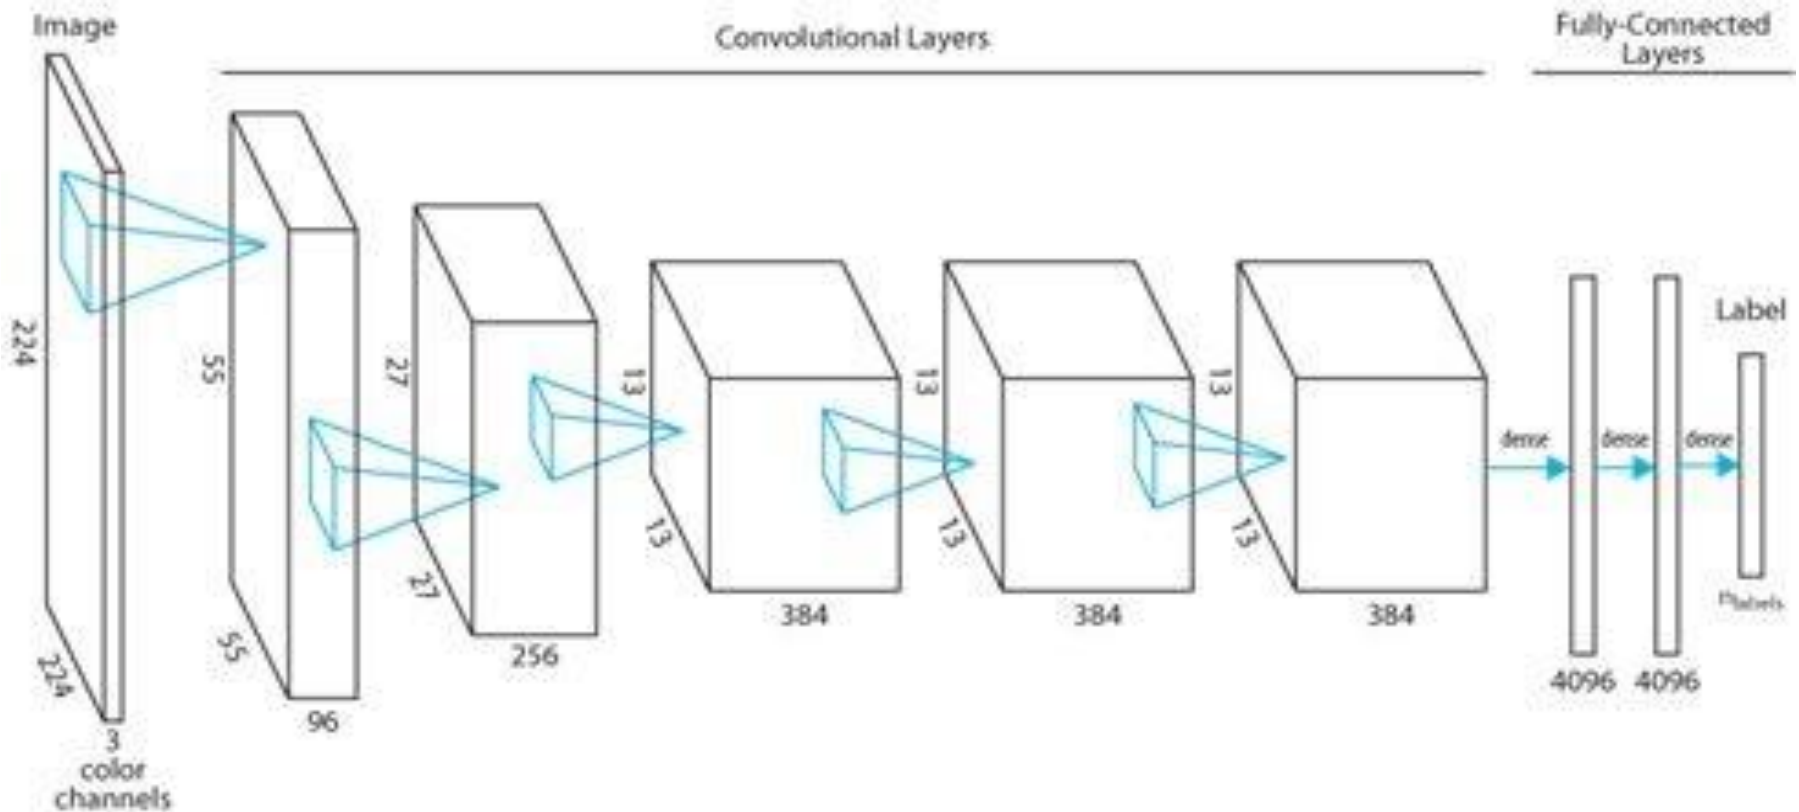 Image
Convolutional Layers
Fully-Connected
Layers
224
224
3
color
channels
55
55
96
27
27
256
13
13
384
13
13
384
13
13
384
dense
dense
dense
4096
4096
Label
nlabels